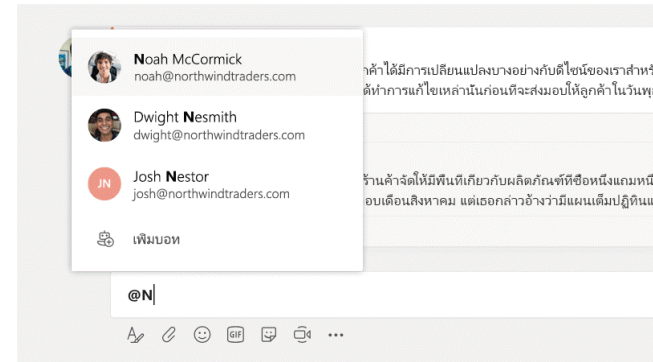 Noah McCormick
noah@northwindtraders.com
Dwight Nesmith
dwight@northwindtraders.com
JN
Josh Nestor
josh@northwindtraders.com
เพิ่มบอท
ค้าได้มีการเปลี่ยนแปลงบางอย่างกับดีไซน์ของเราสำหรั
ทำการแก้ไขเหล่านั้นก่อนที่จะส่งมอบให้ลูกค้าในวันพุ
ร้านค้าจัดให้มีพื้นที่เกี่ยวกับผลิตภัณฑ์ที่ซื้อหนึ่งแถมหนึ
อบเดือนสิงหาคม แต่เธอกล่าวอ้างว่ามีแผนเต็มปฏิทินแ
@N
GIF